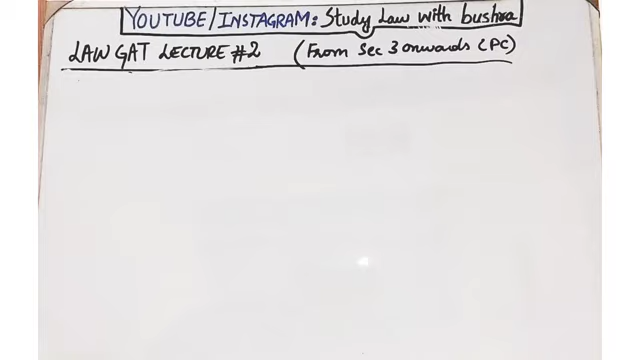 YOUTUBE/INSTAGRAM: Study Law with bushra
LAW GAT LECTURE #2 (From Sec 3 onwards CPC)